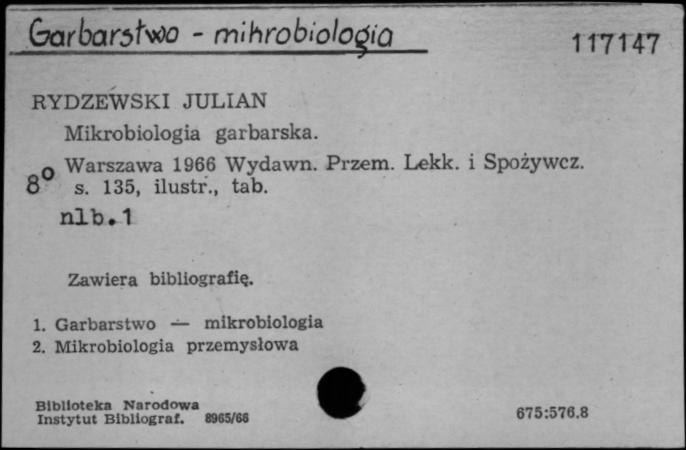 Garbarstwo - mikrobiologia
117147
RYDZEWSKI JULIAN
Mikrobiologia garbarska.
Warszawa 1966 Wydawn. Przem. Lekk. i Spożywcz.
8° s. 135, ilustr., tab.
nlb.1
Zawiera bibliografię.
1. Garbarstwo — mikrobiologia
2. Mikrobiologia przemysłowa
Biblioteka Narodowa
Instytut Bibliograf. 8965/66
675:576.8